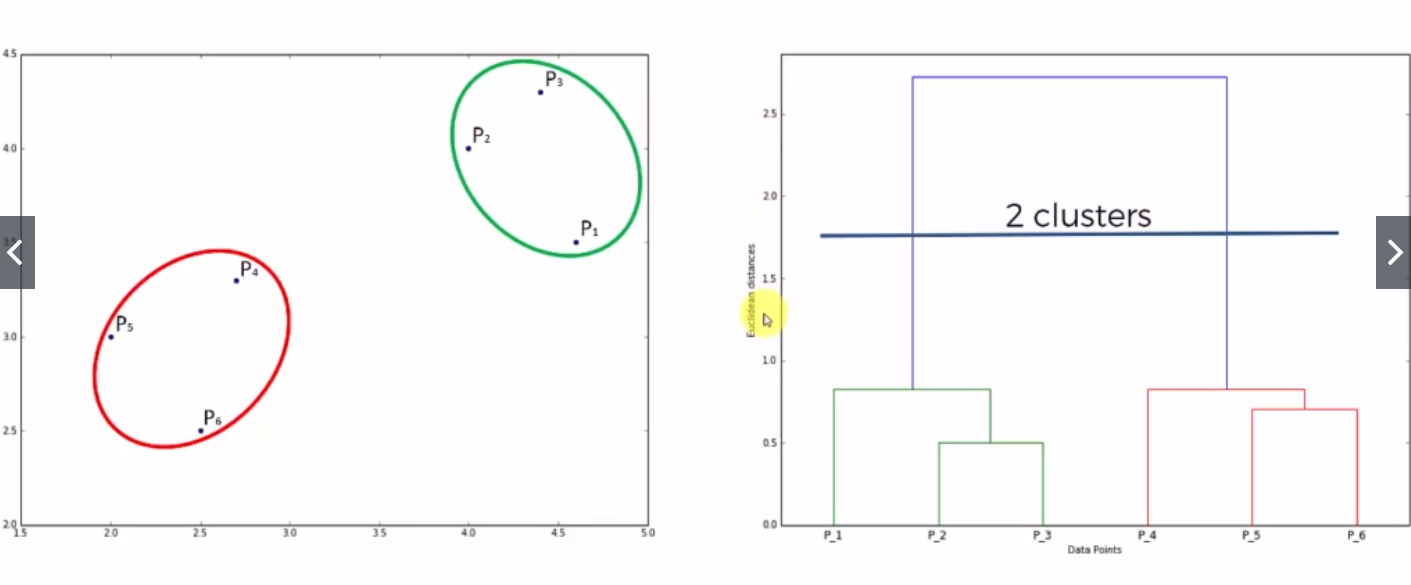 4.5
4.0
3.5
3.0
2.5
2.0
1.5
2.0
2.5
3.0
3.5
4.0
4.5
5.0
P₃
P₂
P₁
P₄
P₅
P₆
2.5
2.0
1.5
1.0
0.5
0.0
2 clusters
Euclidean distances
P_1
P_2
P_3
P_4
P_5
P_6
Data Points